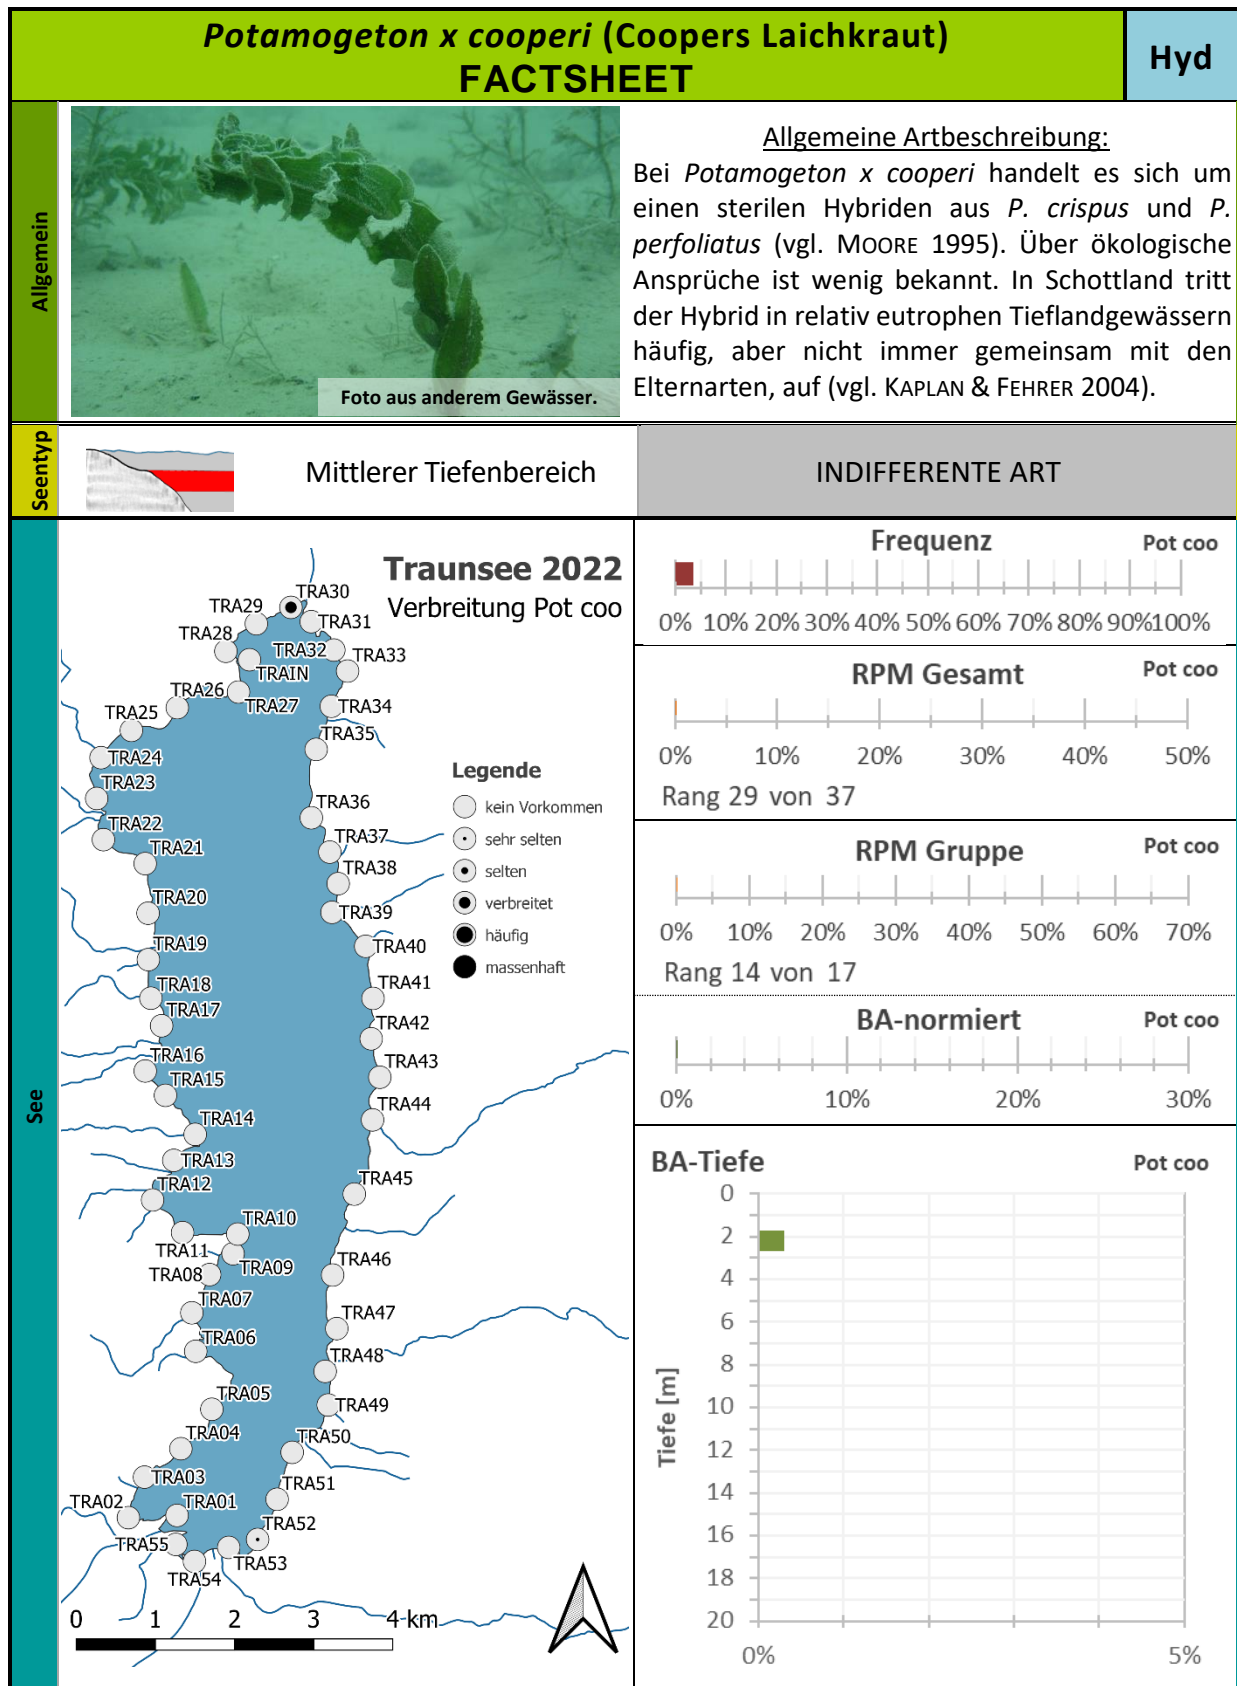 Potamogeton x cooperi (Coopers Laichkraut)
FACTSHEET
Hyd
Allgemein
Foto aus anderem Gewässer.
Allgemeine Artbeschreibung:
Bei Potamogeton x cooperi handelt es sich um
einen sterilen Hybriden aus P. crispus und P.
perfoliatus (vgl. MOORE 1995). Über ökologische
Ansprüche ist wenig bekannt. In Schottland tritt
der Hybrid in relativ eutrophen Tieflandgewässern
häufig, aber nicht immer gemeinsam mit den
Elternarten, auf (vgl. KAPLAN & FEHRER 2004).
Seentyp
Mittlerer Tiefenbereich
INDIFFERENTE ART
See
Traunsee 2022
Verbreitung Pot coo
TRA30
TRA29
TRA31
TRA28
TRA32
TRA33
TRAIN
TRA26
TRA27
TRA34
TRA25
TRA35
TRA24
TRA23
TRA36
TRA22
TRA37
TRA21
TRA38
TRA20
TRA39
TRA19
TRA40
TRA18
TRA41
TRA17
TRA42
TRA16
TRA43
TRA15
TRA44
TRA14
TRA13
TRA12
TRA45
TRA10
TRA11
TRA09
TRA08
TRA46
TRA07
TRA47
TRA06
TRA48
TRA05
TRA49
TRA04
TRA50
TRA03
TRA51
TRA02
TRA01
TRA52
TRA55
TRA53
TRA54
Legende
kein Vorkommen
sehr selten
selten
verbreitet
häufig
massenhaft
0 1 2 3 4 km
Frequenz
Pot coo
0% 10% 20% 30% 40% 50% 60% 70% 80% 90% 100%
RPM Gesamt
Pot coo
0% 10% 20% 30% 40% 50%
Rang 29 von 37
RPM Gruppe
Pot coo
0% 10% 20% 30% 40% 50% 60% 70%
Rang 14 von 17
BA-normiert
Pot coo
0% 10% 20% 30%
BA-Tiefe
Pot coo
Tiefe [m]
0
2
4
6
8
10
12
14
16
18
20
0% 5%